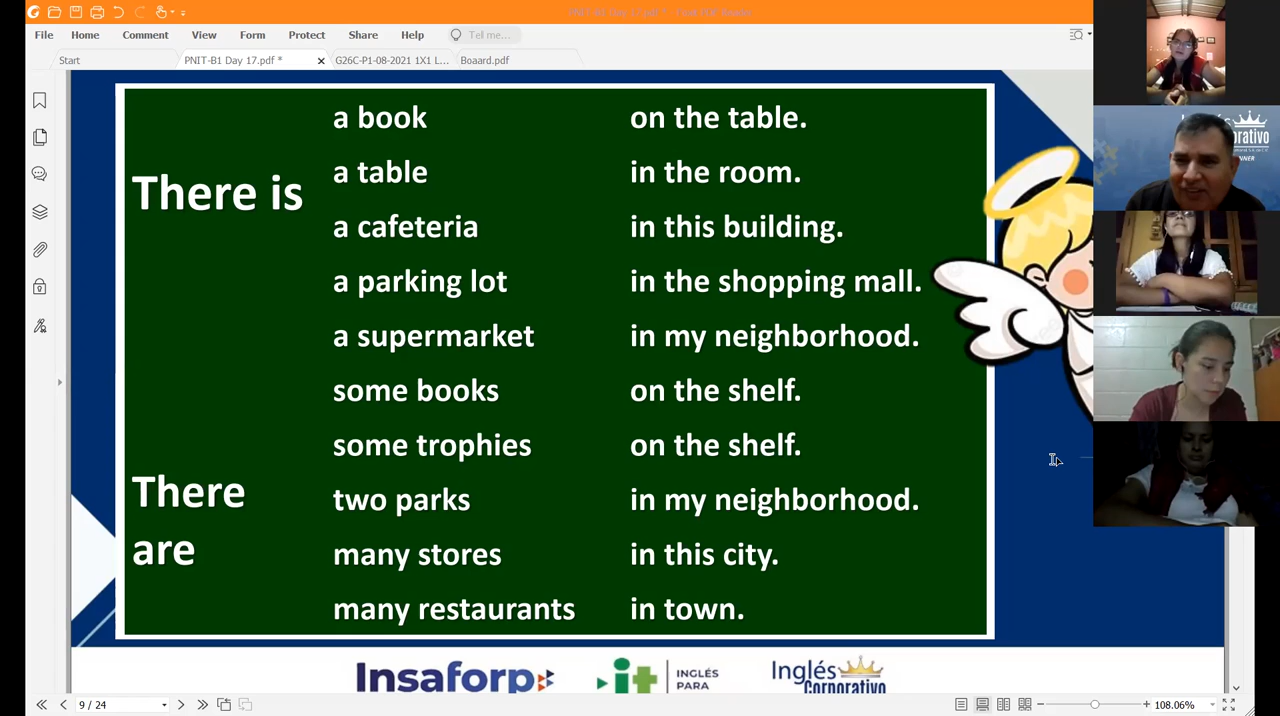 File Home Comment View Form Protect Share Help Tell me...
Start PNIT-B1 Day 17.pdf * G26C-P1-08-2021 1X1 L... Boaard.pdf
There is
a book on the table.
a table in the room.
a cafeteria in this building.
a parking lot in the shopping mall.
a supermarket in my neighborhood.
There are
some books on the shelf.
some trophies on the shelf.
two parks in my neighborhood.
many stores in this city.
many restaurants in town.
Insaforp it INGLÉS PARA Inglés Corporativo
9 / 24 108.06%